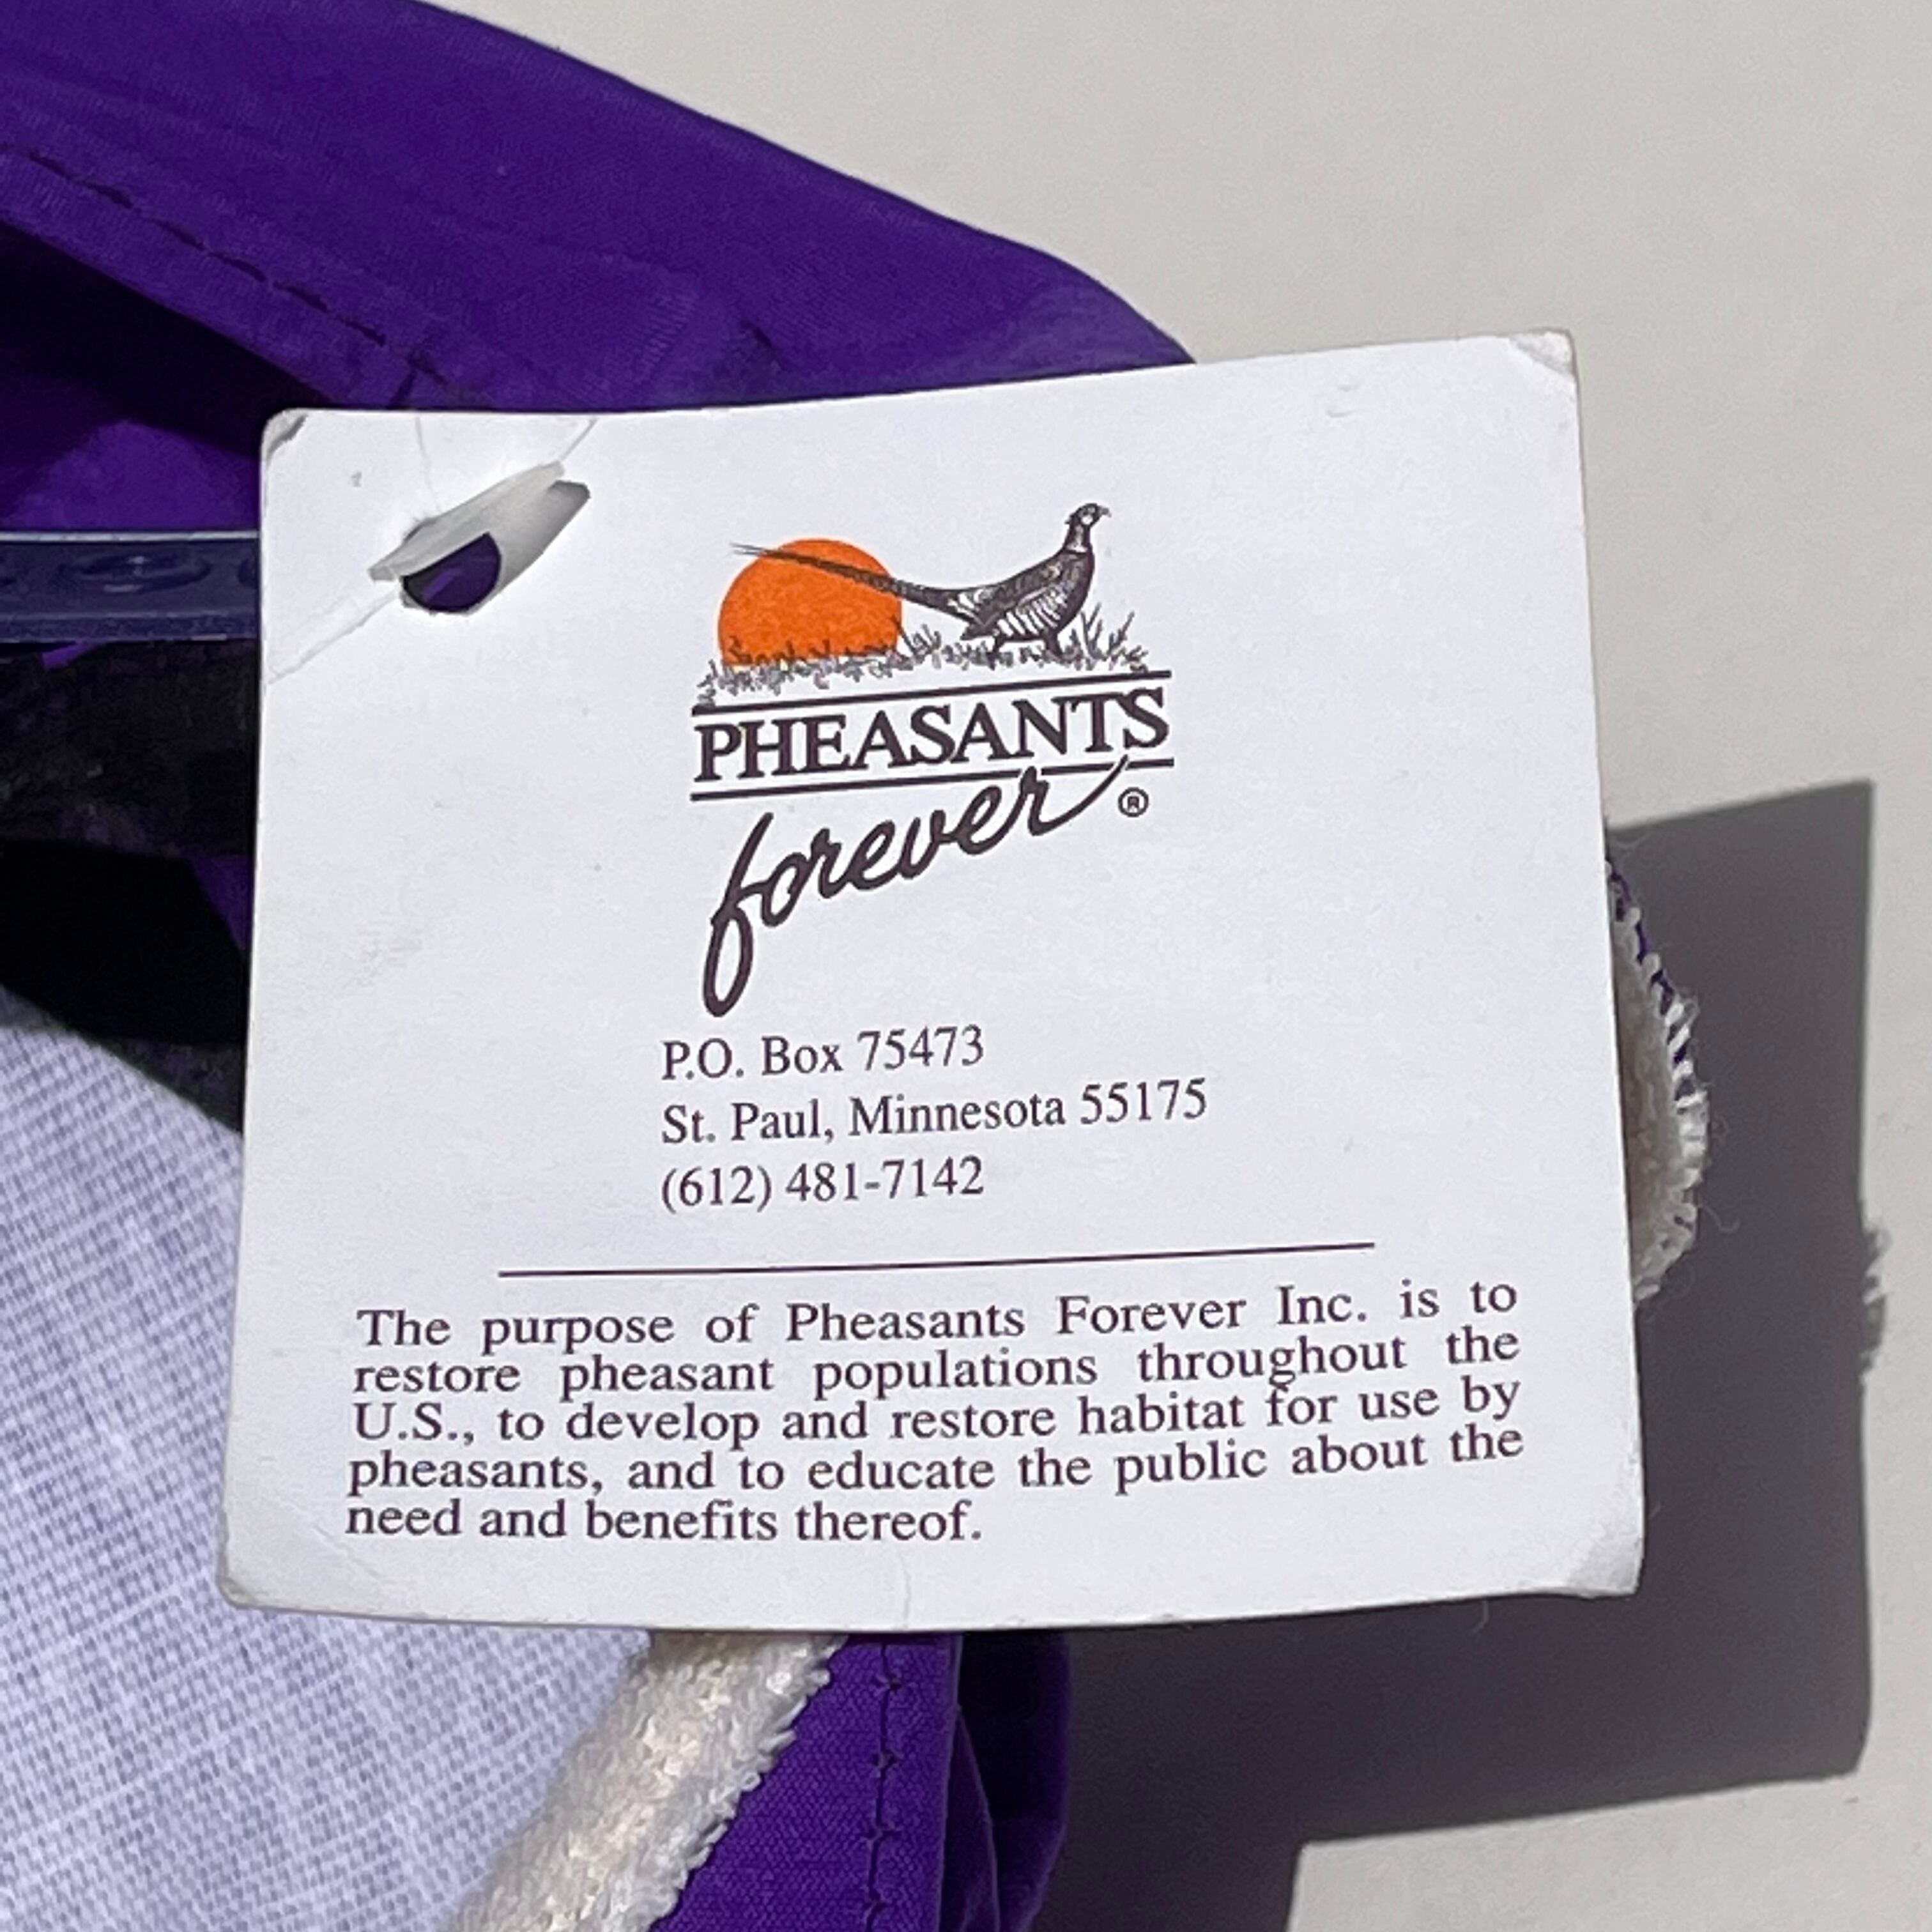 PHEASANTS
forever®
P.O. Box 75473
St. Paul, Minnesota 55175
(612) 481-7142
The purpose of Pheasants Forever Inc. is to
restore pheasant populations throughout the
U.S., to develop and restore habitat for use by
pheasants, and to educate the public about the
need and benefits thereof.